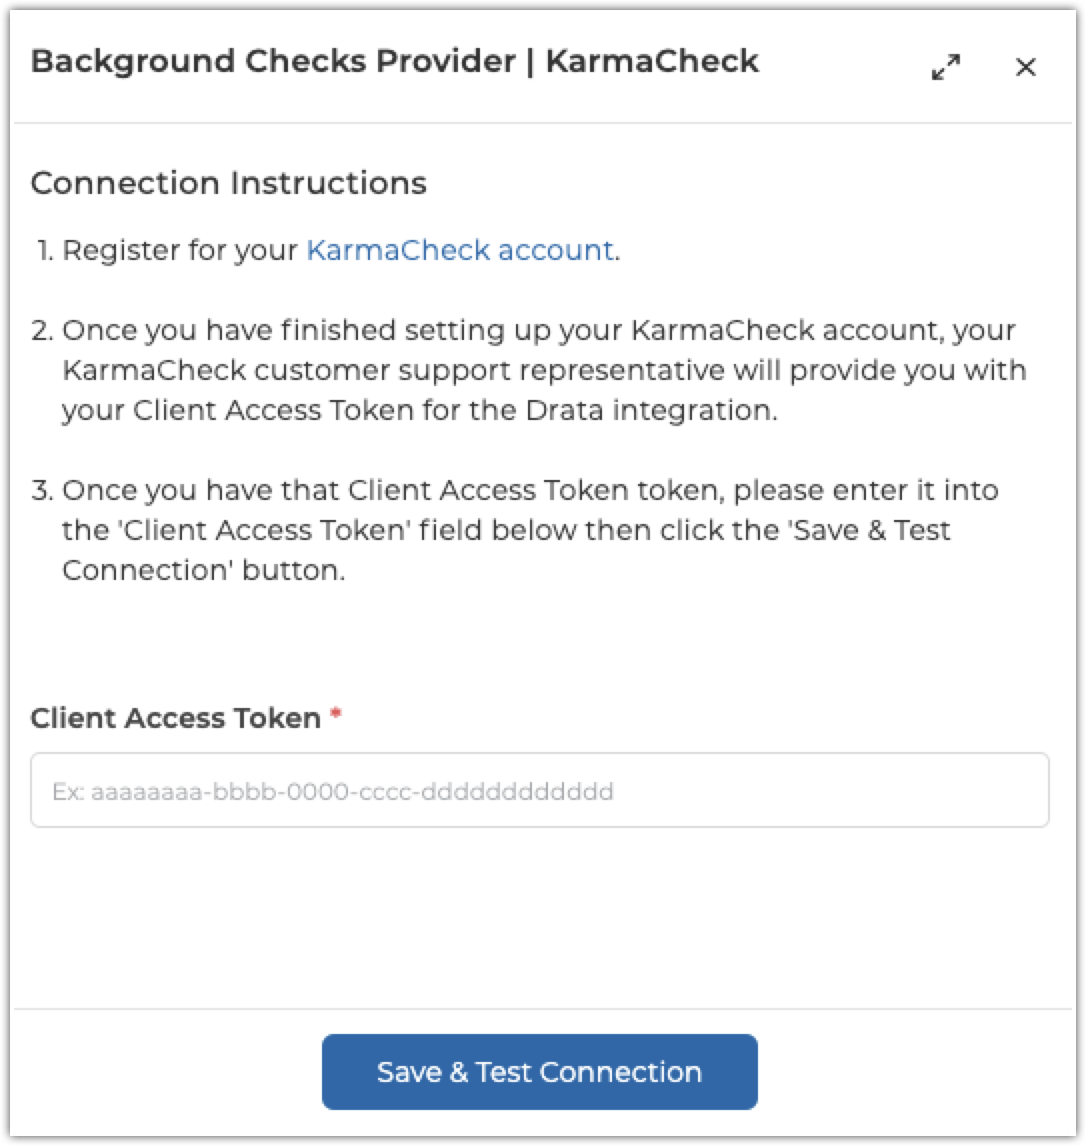 Background Checks Provider | KarmaCheck
Connection Instructions
1. Register for your KarmaCheck account.
2. Once you have finished setting up your KarmaCheck account, your
KarmaCheck customer support representative will provide you with
your Client Access Token for the Drata integration.
3. Once you have that Client Access Token token, please enter it into
the 'Client Access Token' field below then click the 'Save & Test
Connection' button.
Client Access Token *
Ex: aaaaaaaa-bbbb-0000-cccc-dddddddddddd
Save & Test Connection